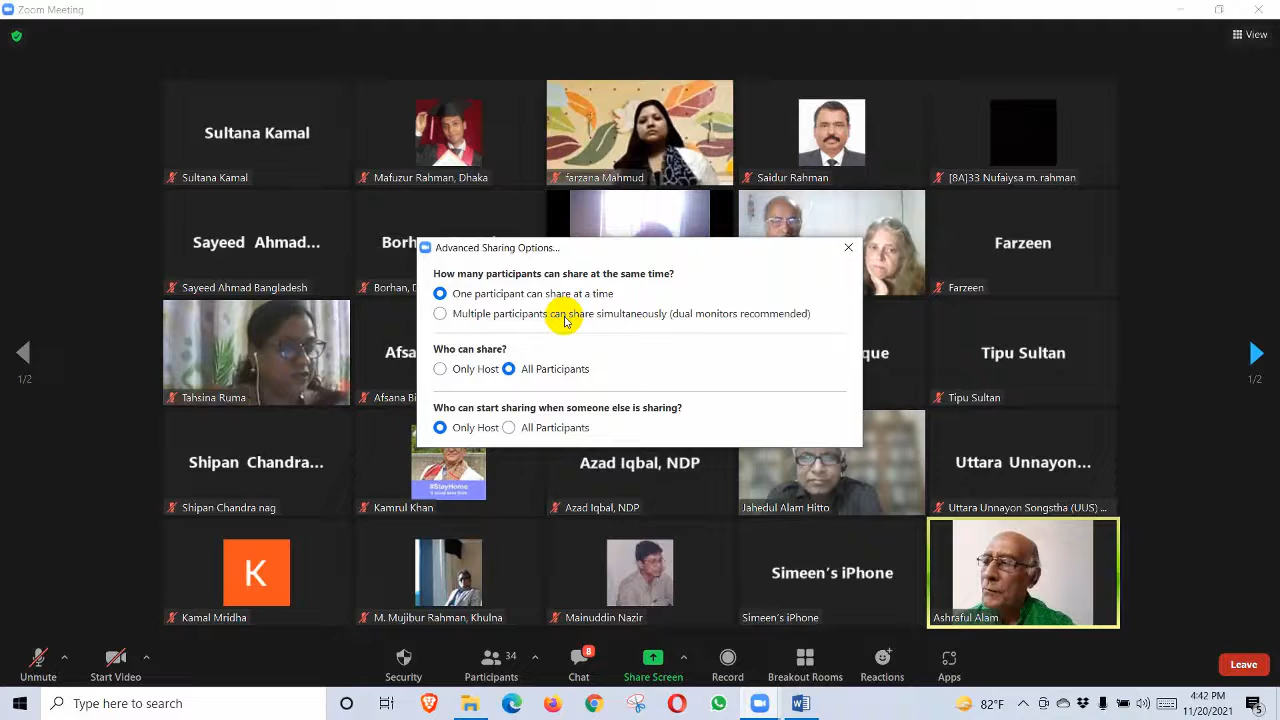 Zoom Meeting
View
Sultana Kamal
Sultana Kamal
Mafuzur Rahman, Dhaka
farzana Mahmud
Saidur Rahman
[8A]33 Nufaiysa m. rahman
Sayeed Ahmad...
Borh
Farzeen
Sayeed Ahmad Bangladesh
Borhan, D
Farzeen
Advanced Sharing Options...
How many participants can share at the same time?
One participant can share at a time
Multiple participants can share simultaneously (dual monitors recommended)
Who can share?
Only Host
All Participants
Who can start sharing when someone else is sharing?
Only Host
All Participants
1/2
Afsa
que
Tipu Sultan
1/2
Tahsina Ruma
Afsana Bi
Tipu Sultan
Shipan Chandra...
#StayHome
Azad Iqbal, NDP
Uttara Unnayon...
Shipan Chandra nag
Kamrul Khan
Azad Iqbal, NDP
Jahedul Alam Hitto
Uttara Unnayon Songstha (UUS) ...
K
Simeen's iPhone
Kamal Mridha
M. Mujibur Rahman, Khulna
Mainuddin Nazir
Simeen's iPhone
Ashraful Alam
Unmute
Start Video
Security
Participants
34
Chat
8
Share Screen
Record
Breakout Rooms
Reactions
Apps
Leave
Type here to search
82°F
4:42 PM
11/20/2021
5